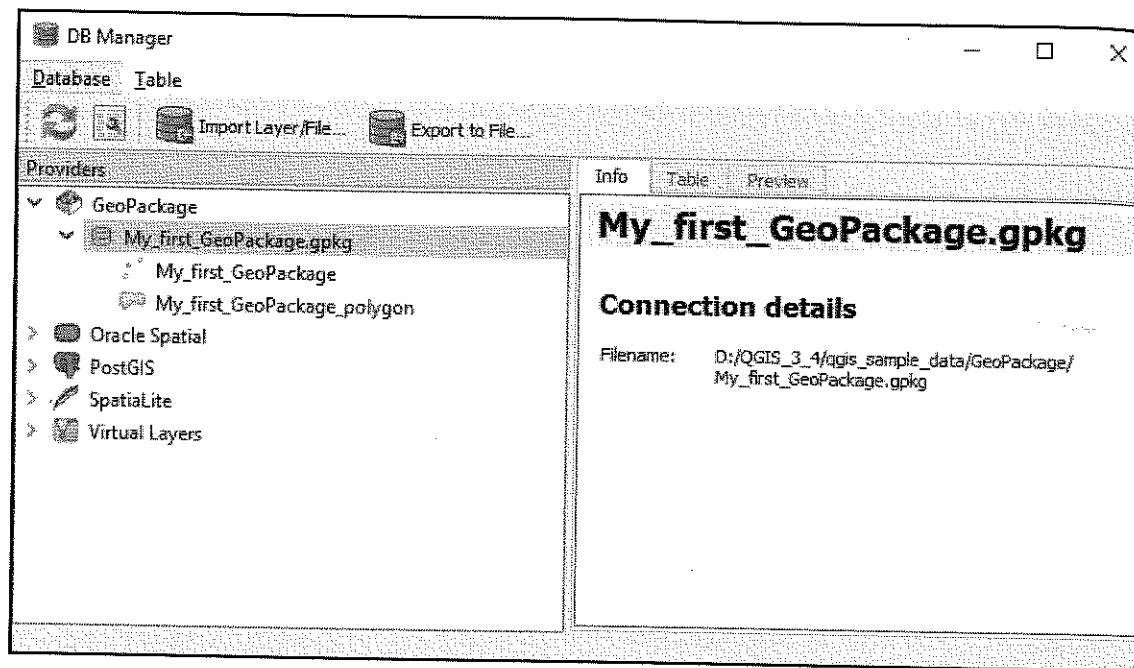 DB Manager
Database Table
Import Layer/File... Export to File...
Providers
GeoPackage
My_first_GeoPackage.gpkg
My_first_GeoPackage
My_first_GeoPackage_polygon
Oracle Spatial
PostGIS
SpatiaLite
Virtual Layers
Info Table Preview
My_first_GeoPackage.gpkg
Connection details
Filename: D:/QGIS_3_4/qgis_sample_data/GeoPackage/
My_first_GeoPackage.gpkg